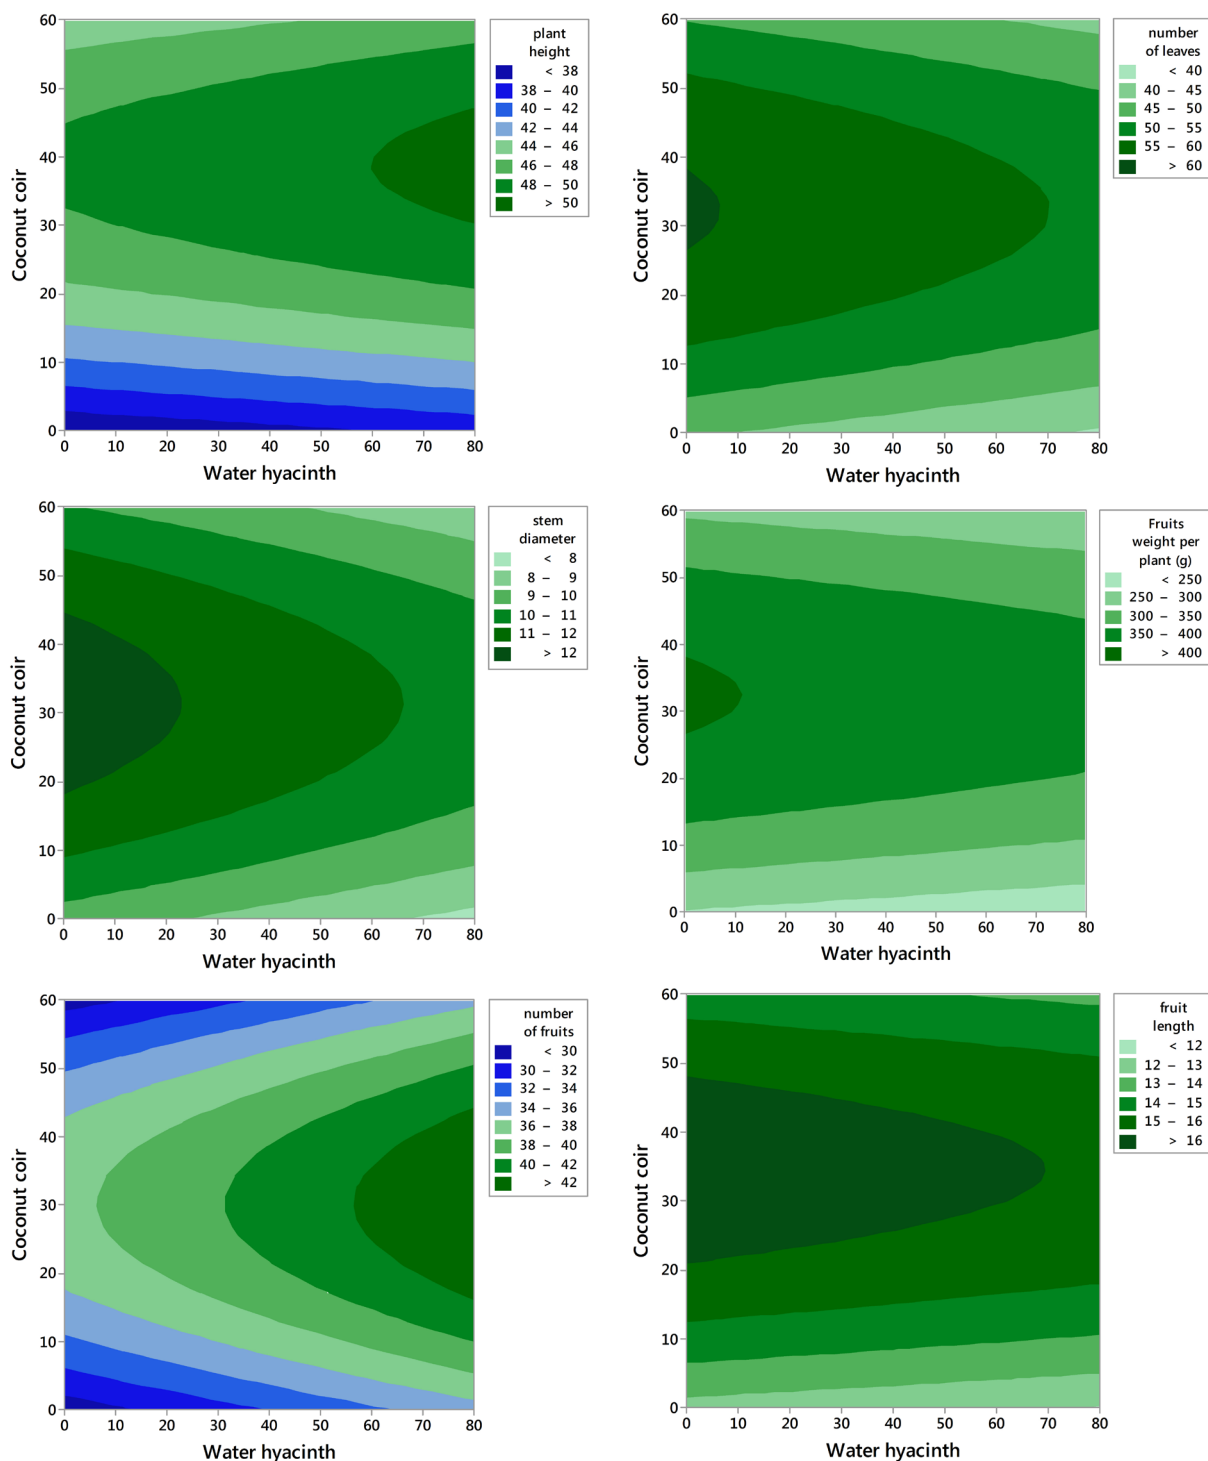 plant
height
< 38
38 – 40
40 – 42
42 – 44
44 – 46
46 – 48
48 – 50
> 50
60
50
40
30
20
10
0
Coconut coir
0 10 20 30 40 50 60 70 80
Water hyacinth
number
of leaves
< 40
40 – 45
45 – 50
50 – 55
55 – 60
> 60
60
50
40
30
20
10
0
Coconut coir
0 10 20 30 40 50 60 70 80
Water hyacinth
stem
diameter
< 8
8 – 9
9 – 10
10 – 11
11 – 12
> 12
60
50
40
30
20
10
0
Coconut coir
0 10 20 30 40 50 60 70 80
Water hyacinth
Fruits
weight per
plant (g)
< 250
250 – 300
300 – 350
350 – 400
> 400
60
50
40
30
20
10
0
Coconut coir
0 10 20 30 40 50 60 70 80
Water hyacinth
number
of fruits
< 30
30 – 32
32 – 34
34 – 36
36 – 38
38 – 40
40 – 42
> 42
60
50
40
30
20
10
0
Coconut coir
0 10 20 30 40 50 60 70 80
Water hyacinth
fruit
length
< 12
12 – 13
13 – 14
14 – 15
15 – 16
> 16
60
50
40
30
20
10
0
Coconut coir
0 10 20 30 40 50 60 70 80
Water hyacinth